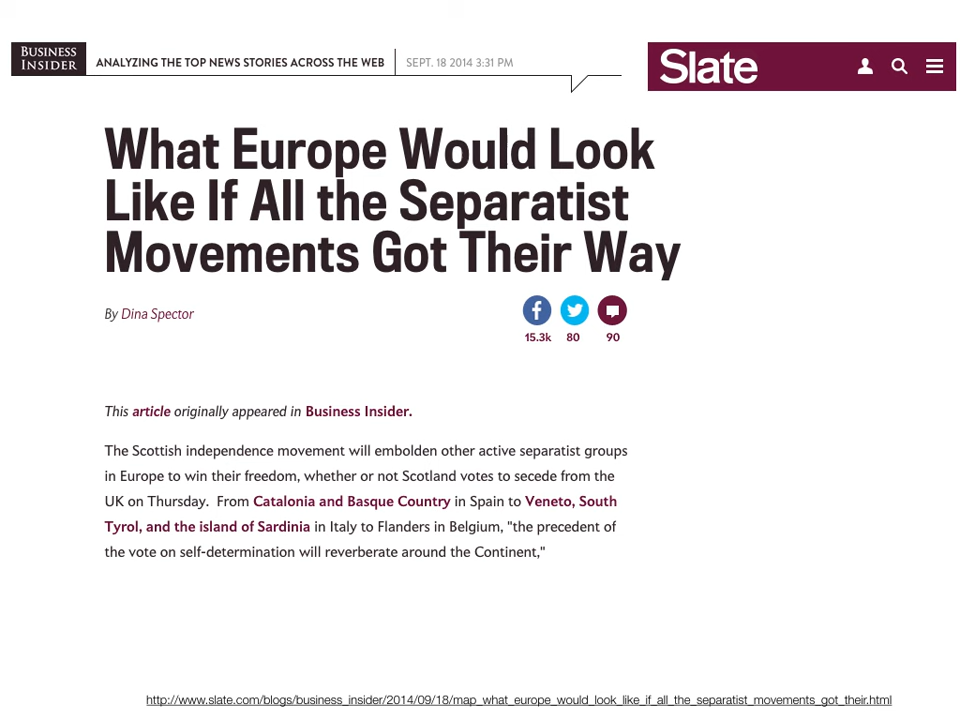 BUSINESS
INSIDER
ANALYZING THE TOP NEWS STORIES ACROSS THE WEB
SEPT. 18 2014 3:31 PM
Slate
What Europe Would Look
Like If All the Separatist
Movements Got Their Way
By Dina Spector
15.3k
80
90
This article originally appeared in Business Insider.
The Scottish independence movement will embolden other active separatist groups
in Europe to win their freedom, whether or not Scotland votes to secede from the
UK on Thursday. From Catalonia and Basque Country in Spain to Veneto, South
Tyrol, and the island of Sardinia in Italy to Flanders in Belgium, "the precedent of
the vote on self-determination will reverberate around the Continent,"
http://www.slate.com/blogs/business_insider/2014/09/18/map_what_europe_would_look_like_if_all_the_separatist_movements_got_their.html